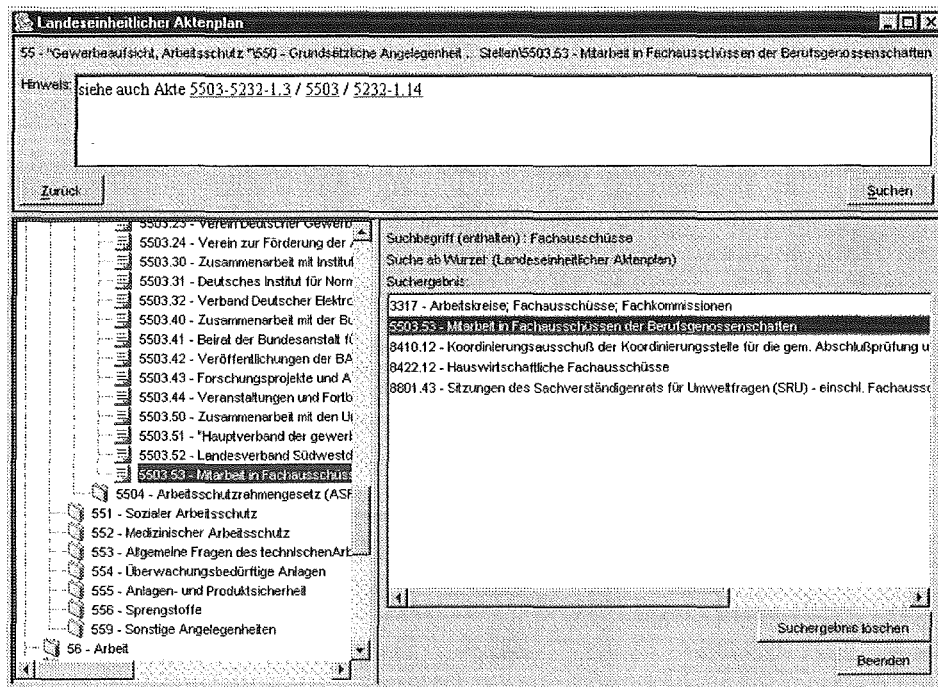 Landeseinheitlicher Aktenplan
55 - "Gewerbeaufsicht, Arbeitsschutz "\550 - Grundsätzliche Angelegenheit ... Stellen\5503.53 - Mitarbeit in Fachausschüssen der Berufsgenossenschaften
Hinweis:
siehe auch Akte 5503-5232-1.3 / 5503 / 5232-1.14
Zurück
Suchen
5503.23 - Verein Deutscher Gewerb
5503.24 - Verein zur Förderung der A
5503.30 - Zusammenarbeit mit Institut
5503.31 - Deutsches Institut für Norm
5503.32 - Verband Deutscher Elektro
5503.40 - Zusammenarbeit mit der Bu
5503.41 - Beirat der Bundesanstalt fü
5503.42 - Veröffentlichungen der BA
5503.43 - Forschungsprojekte und A
5503.44 - Veranstaltungen und Fortb
5503.50 - Zusammenarbeit mit den U
5503.51 - "Hauptverband der gewerb
5503.52 - Landesverband Südwestd
5503.53 - Mitarbeit in Fachausschüss
5504 - Arbeitsschutzrahmengesetz (ASR
551 - Sozialer Arbeitsschutz
552 - Medizinischer Arbeitsschutz
553 - Allgemeine Fragen des technischenArb
554 - Überwachungsbedürftige Anlagen
555 - Anlagen- und Produktsicherheit
556 - Sprengstoffe
559 - Sonstige Angelegenheiten
56 - Arbeit
Suchbegriff (enthalten) : Fachausschüsse
Suche ab Wurzel: (Landeseinheitlicher Aktenplan)
Suchergebnis:
3317 - Arbeitskreise; Fachausschüsse; Fachkommissionen
5503.53 - Mitarbeit in Fachausschüssen der Berufsgenossenschaften
8410.12 - Koordinierungsausschuß der Koordinierungsstelle für die gem. Abschlußprüfung u
8422.12 - Hauswirtschaftliche Fachausschüsse
8801.43 - Sitzungen des Sachverständigenrats für Umweltfragen (SRU) - einschl. Fachaussc
Suchergebnis löschen
Beenden